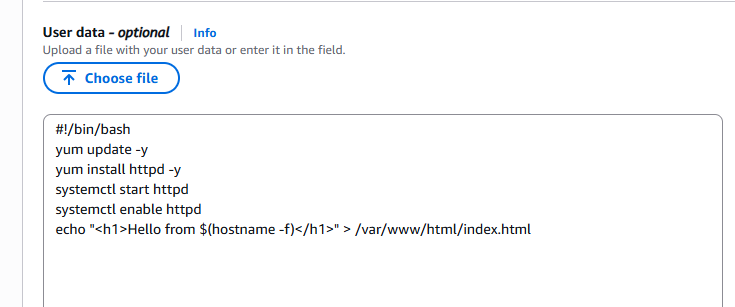 User data - optional Info
Upload a file with your user data or enter it in the field.
Choose file
#!/bin/bash
yum update -y
yum install httpd -y
systemctl start httpd
systemctl enable httpd
echo "<h1>Hello from $(hostname -f)</h1>" > /var/www/html/index.html